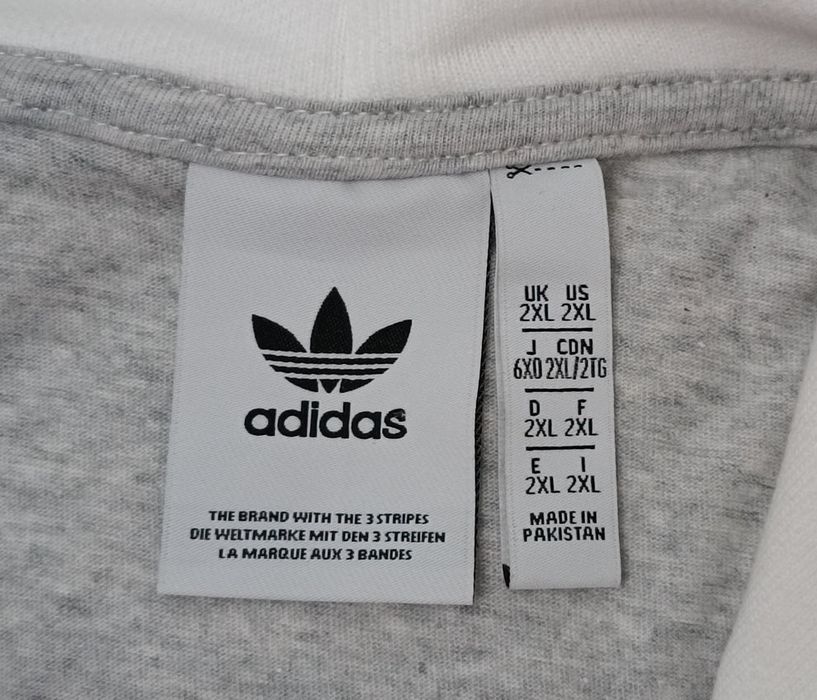 adidas
THE BRAND WITH THE 3 STRIPES
DIE WELTMARKE MIT DEN 3 STREIFEN
LA MARQUE AUX 3 BANDES
UK US
2XL 2XL
J CDN
6XO 2XL/2TG
D F
2XL 2XL
E I
2XL 2XL
MADE IN
PAKISTAN